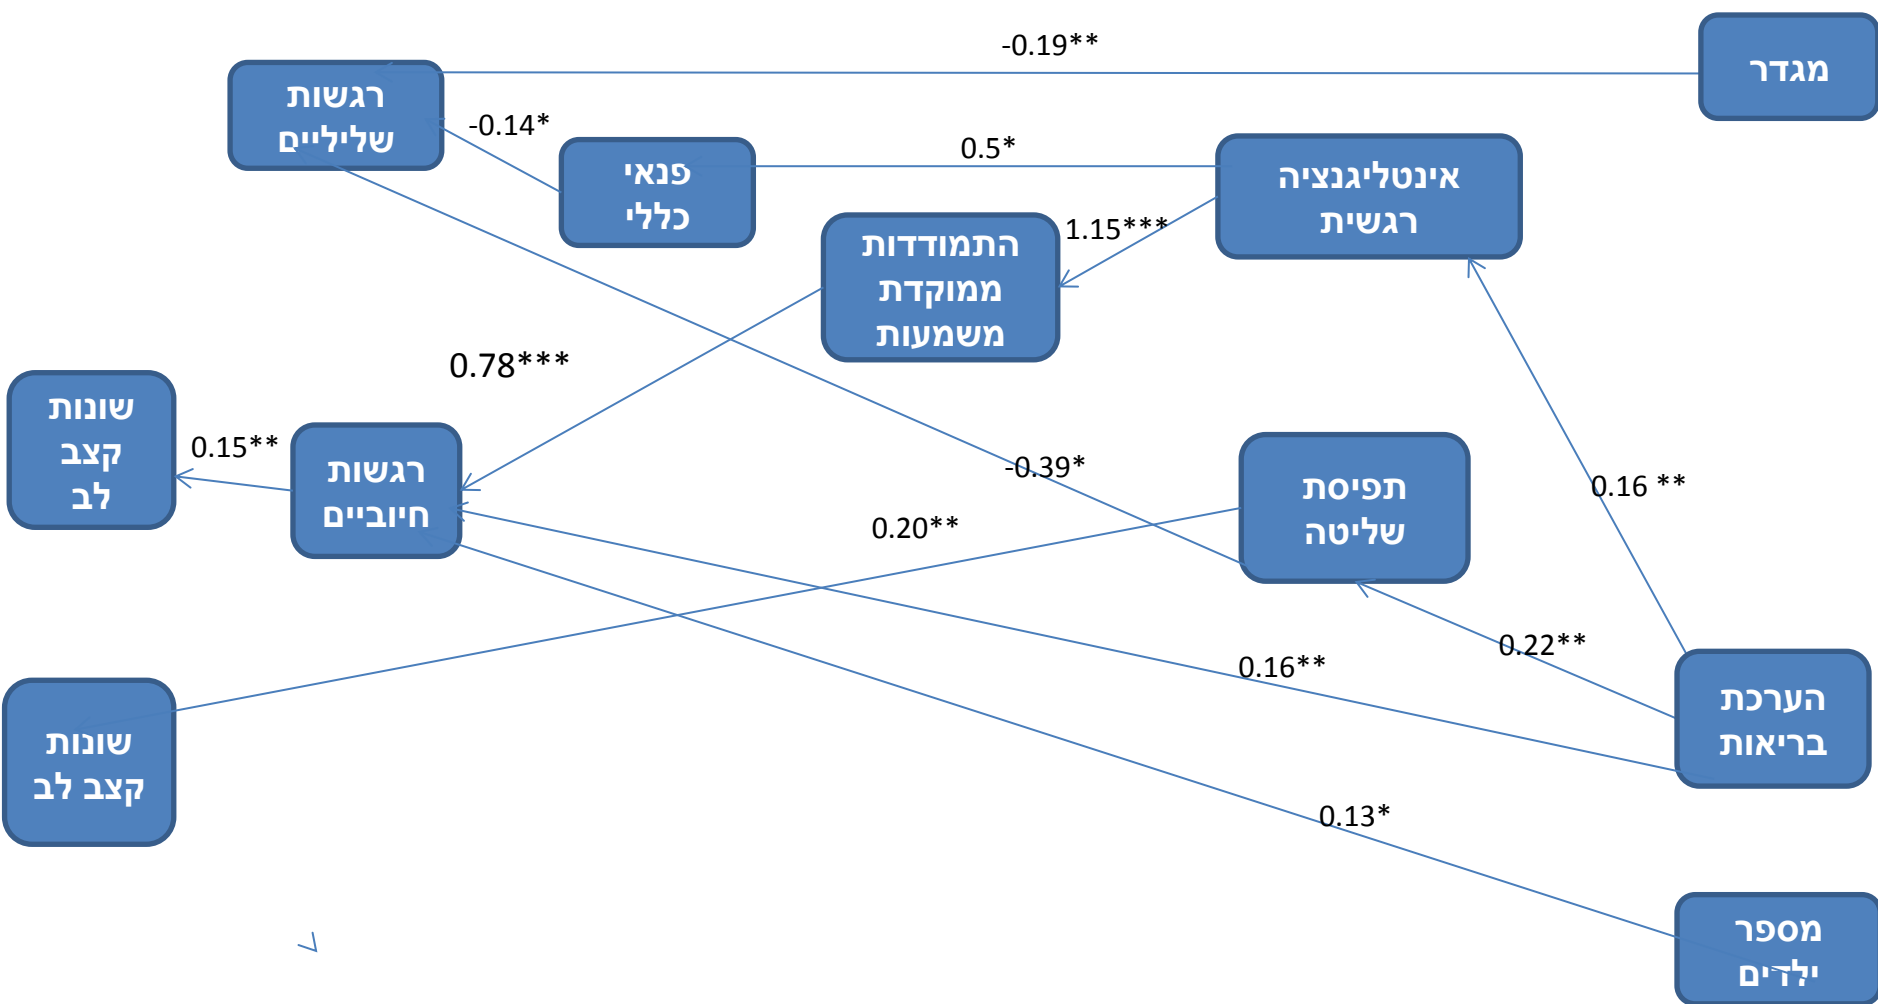 -0.19**
מגדר
רגשות
שליליים
-0.14*
פנאי
כללי
0.5*
אינטליגנציה
רגשית
1.15***
התמודדות
ממוקדת
משמעות
0.78***
שונות
קצב
לב
0.15**
רגשות
חיוביים
-0.39*
תפיסת
שליטה
0.16 **
0.20**
0.22**
0.16**
הערכת
בריאות
שונות
קצב לב
0.13*
מספר
ילדים